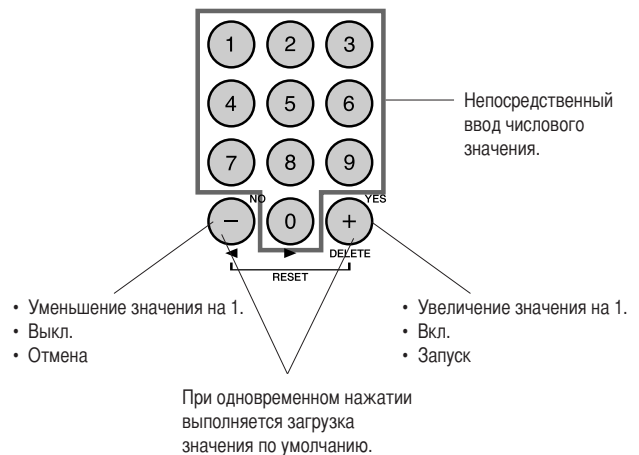 1 2 3
4 5 6
Непосредственный
ввод числового
значения.
7 8 9
NO YES
− 0 +
◄ ► DELETE
RESET
• Уменьшение значения на 1.
• Выкл.
• Отмена
• Увеличение значения на 1.
• Вкл.
• Запуск
При одновременном нажатии
выполняется загрузка
значения по умолчанию.